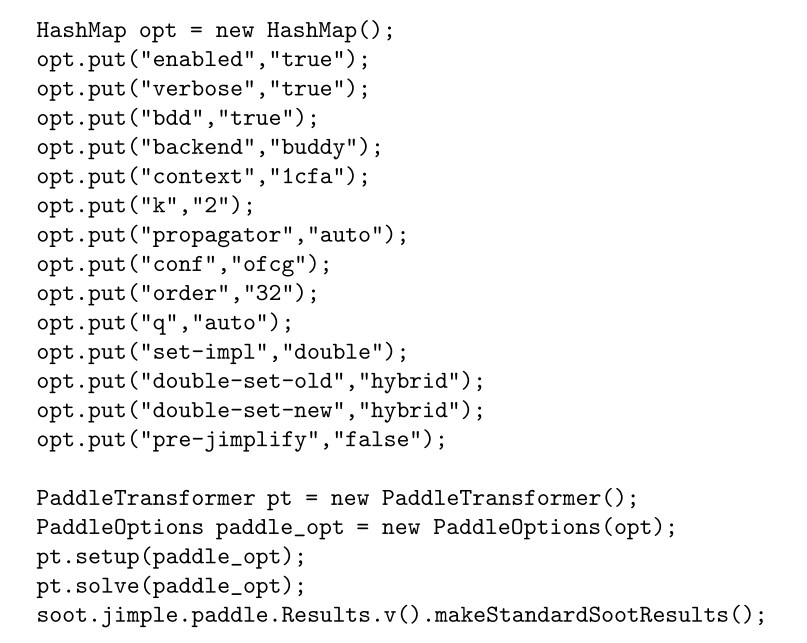 HashMap opt = new HashMap();
opt.put("enabled","true");
opt.put("verbose","true");
opt.put("bdd","true");
opt.put("backend","buddy");
opt.put("context","1cfa");
opt.put("k","2");
opt.put("propagator","auto");
opt.put("conf","ofcg");
opt.put("order","32");
opt.put("q","auto");
opt.put("set-impl","double");
opt.put("double-set-old","hybrid");
opt.put("double-set-new","hybrid");
opt.put("pre-jimplify","false");

PaddleTransformer pt = new PaddleTransformer();
PaddleOptions paddle_opt = new PaddleOptions(opt);
pt.setup(paddle_opt);
pt.solve(paddle_opt);
soot.jimple.paddle.Results.v().makeStandardSootResults();